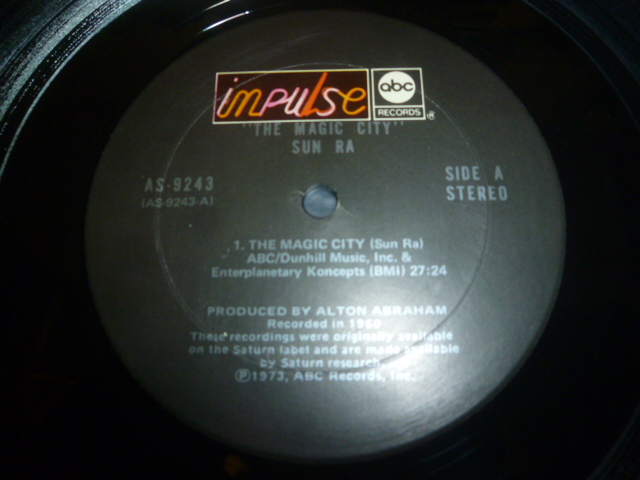 impulse abc RECORDS ®
"THE MAGIC CITY"
SUN RA
AS-9243
(AS-9243-A)
SIDE A
STEREO
1. THE MAGIC CITY (Sun Ra)
ABC/Dunhill Music, Inc. &
Enterplanetary Koncepts (BMI) 27:24
PRODUCED BY ALTON ABRAHAM
Recorded in 1960
These recordings were originally available
on the Saturn label and are made available
by Saturn research.
Ⓟ1973, ABC Records, Inc.